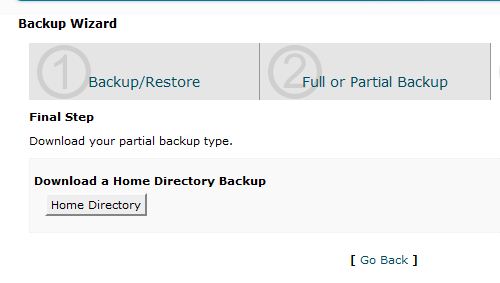 Backup Wizard
1 Backup/Restore
2 Full or Partial Backup
Final Step
Download your partial backup type.
Download a Home Directory Backup
Home Directory
[ Go Back ]